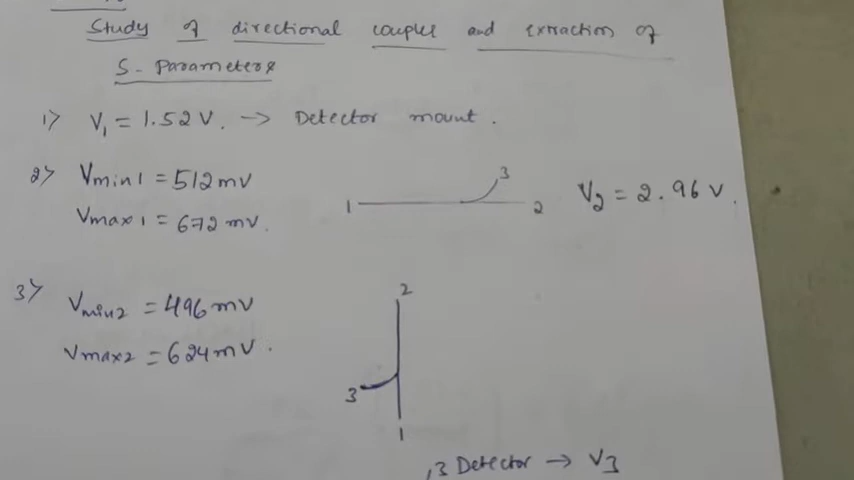 Study of directional coupler and extraction of
S-Parameters
1> V1 = 1.52 V. -> Detector mount.
2> Vmin1 = 512 mV
Vmax1 = 672 mV.
1 2 3
V2 = 2.96 V.
3> Vmin2 = 496 mV
Vmax2 = 624 mV.
2
3
1
,3 Detector -> V3